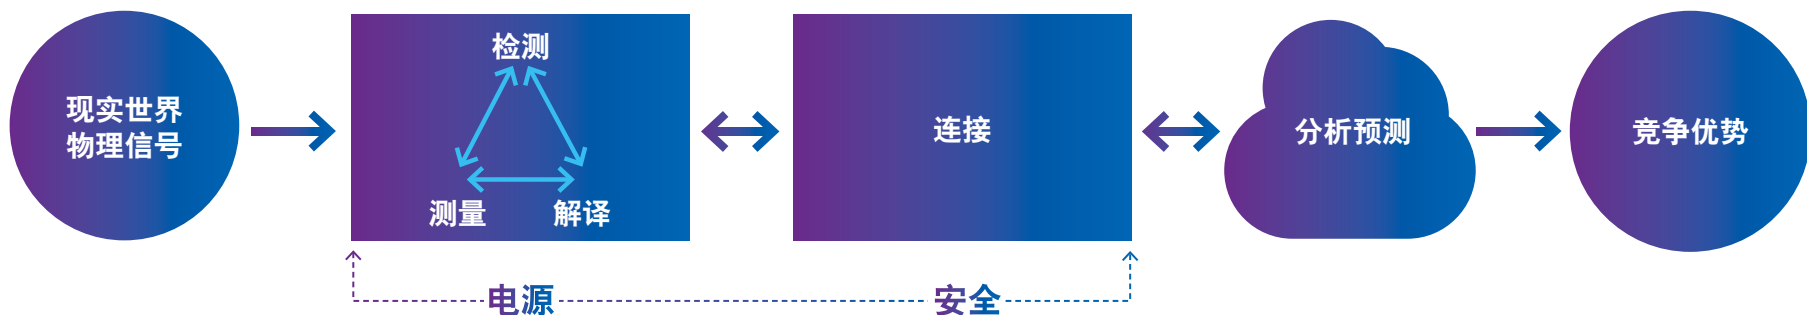 现实世界
物理信号
检测
测量
解译
连接
分析预测
竞争优势
电源
安全